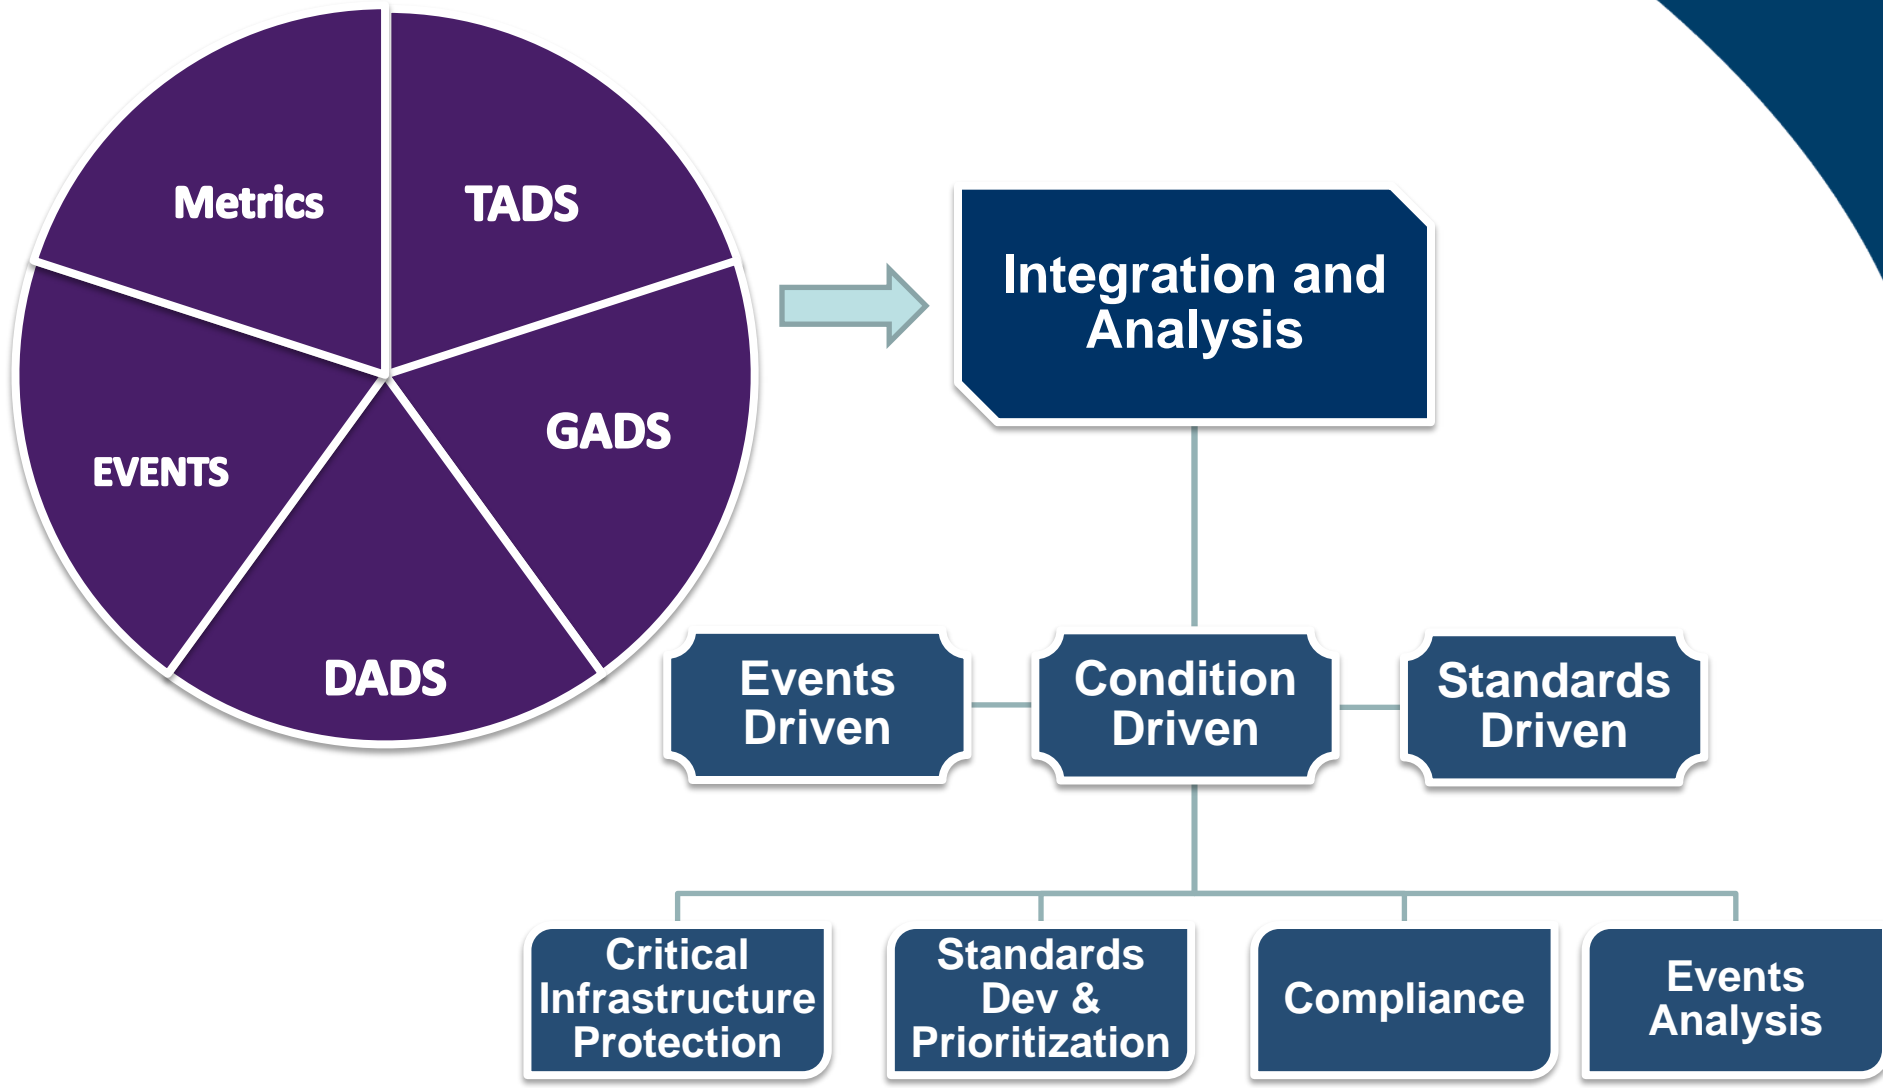 Metrics
TADS
GADS
EVENTS
DADS
Integration and
Analysis
Events
Driven
Condition
Driven
Standards
Driven
Critical
Infrastructure
Protection
Standards
Dev &
Prioritization
Compliance
Events
Analysis